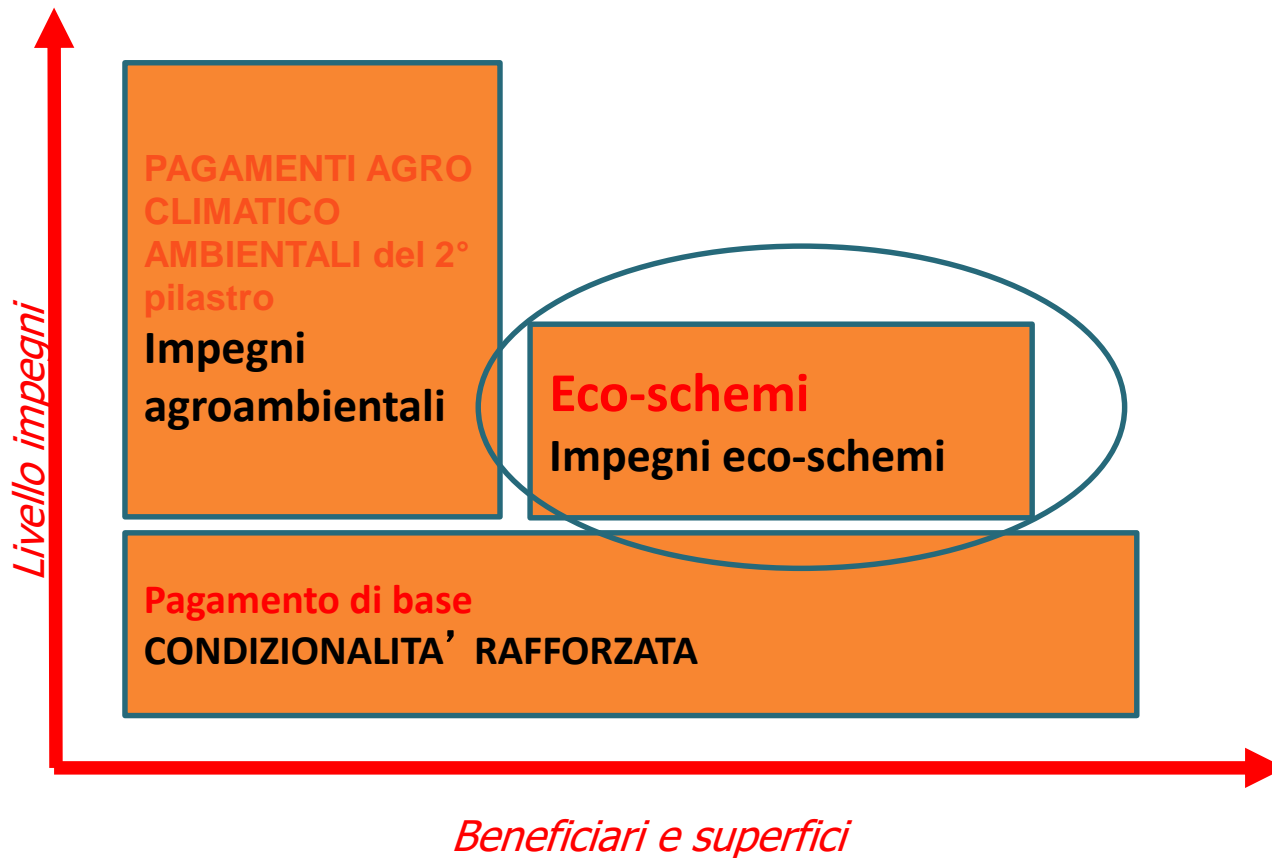 Livello impegni
PAGAMENTI AGRO
CLIMATICO
AMBIENTALI del 2°
pilastro
Impegni
agroambientali
Eco-schemi
Impegni eco-schemi
Pagamento di base
CONDIZIONALITA’ RAFFORZATA
Beneficiari e superfici